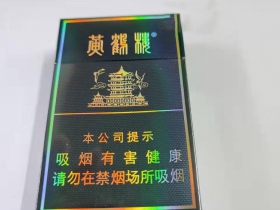 黄鹤楼
本公司提示
吸烟有害健康
请勿在禁烟场所吸烟